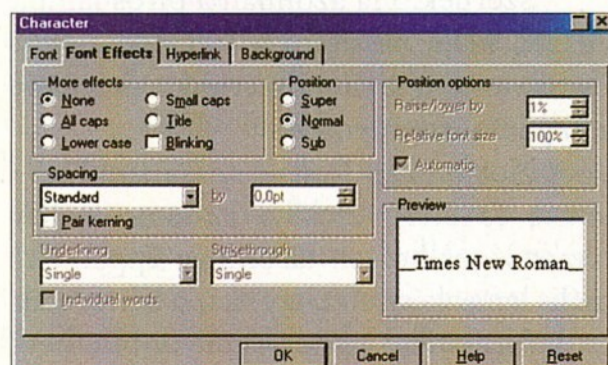 Character
Font Font Effects Hyperlink Background
More effects
None Small caps
All caps Title
Lower case Blinking
Position
Super
Normal
Sub
Position options
Raise/lower by 1%
Relative font size 100%
Automatic
Spacing
Standard by 0,0pt
Pair kerning
Underlining Strikethrough
Single Single
Individual words
Preview
Times New Roman
OK Cancel Help Reset